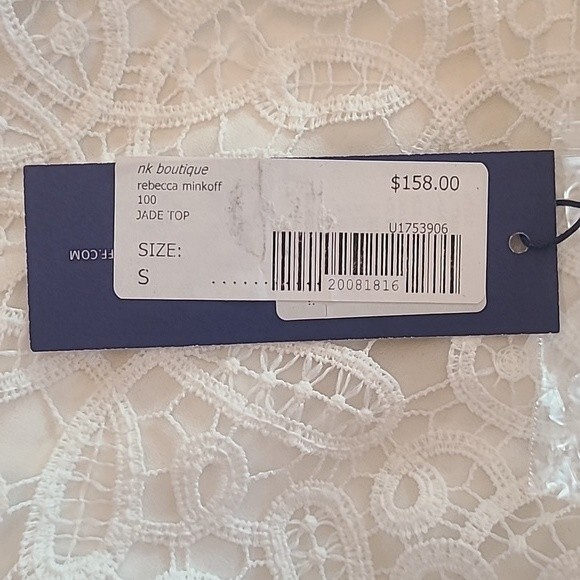 nk boutique
rebecca minkoff
100
JADE TOP
$158.00
U1753906
SIZE:
S
20081816
FF.COM